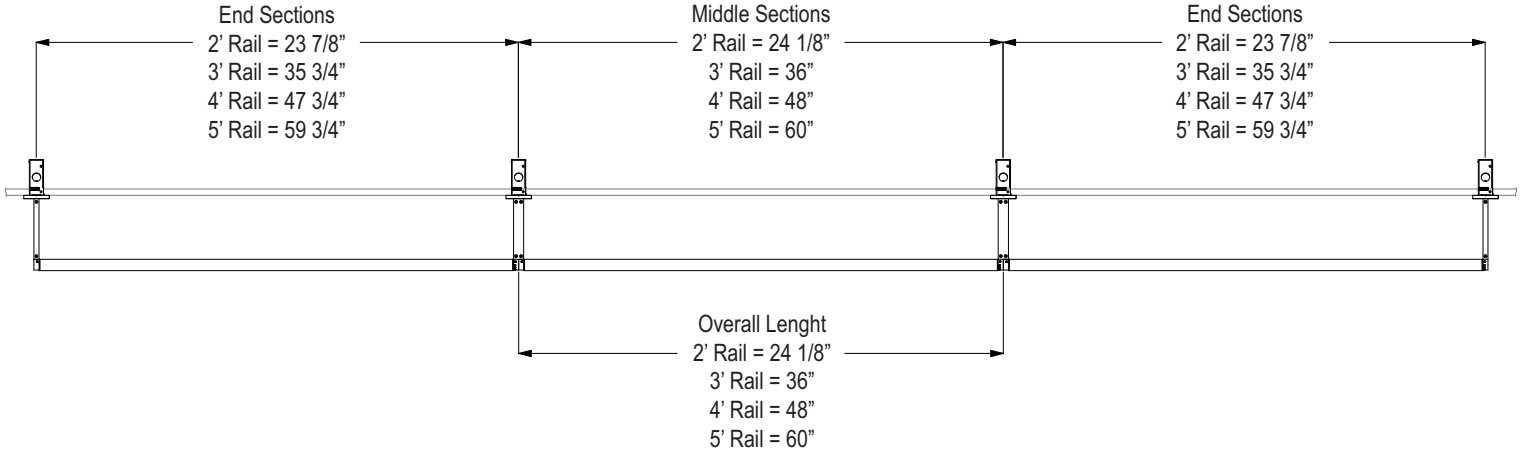 End Sections
2’ Rail = 23 7/8”
3’ Rail = 35 3/4”
4’ Rail = 47 3/4”
5’ Rail = 59 3/4”
Middle Sections
2’ Rail = 24 1/8”
3’ Rail = 36”
4’ Rail = 48”
5’ Rail = 60”
End Sections
2’ Rail = 23 7/8”
3’ Rail = 35 3/4”
4’ Rail = 47 3/4”
5’ Rail = 59 3/4”
Overall Lenght
2’ Rail = 24 1/8”
3’ Rail = 36”
4’ Rail = 48”
5’ Rail = 60”